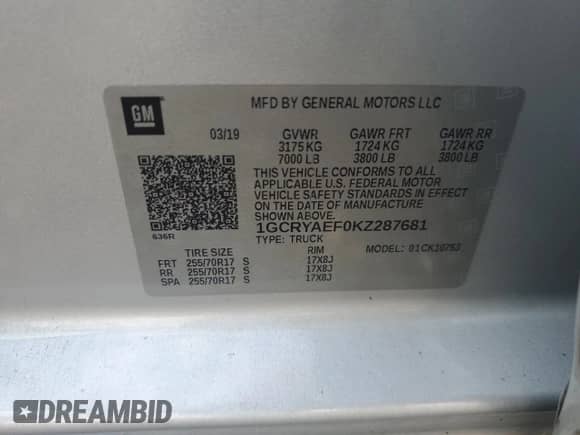 GM
MFD BY GENERAL MOTORS LLC
03/19 GVWR GAWR FRT GAWR RR
3175 KG 1724 KG 1724 KG
7000 LB 3800 LB 3800 LB
THIS VEHICLE CONFORMS TO ALL
APPLICABLE U.S. FEDERAL MOTOR
VEHICLE SAFETY STANDARDS IN EFFECT
ON THE DATE OF MANUFACTURE
SHOWN ABOVE.
1GCRYAEF0KZ287681
636R
TYPE: TRUCK
MODEL: 01CK10753
TIRE SIZE RIM
FRT 255/70R17 S 17X8J
RR 255/70R17 S 17X8J
SPA 255/70R17 S 17X8J
DREAMBID